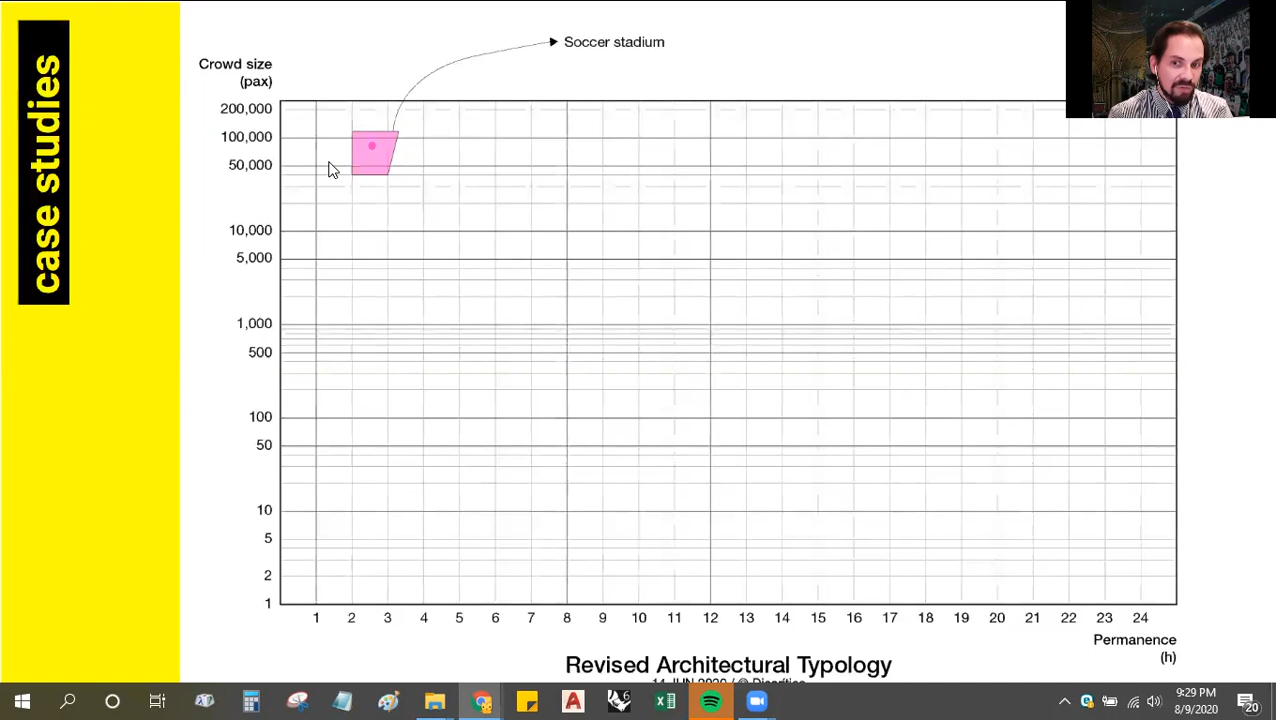 case studies
Soccer stadium
Crowd size
(pax)
200,000
100,000
50,000
10,000
5,000
1,000
500
100
50
10
5
2
1
1 2 3 4 5 6 7 8 9 10 11 12 13 14 15 16 17 18 19 20 21 22 23 24
Permanence
(h)
Revised Architectural Typology
9:29 PM
8/9/2020
20